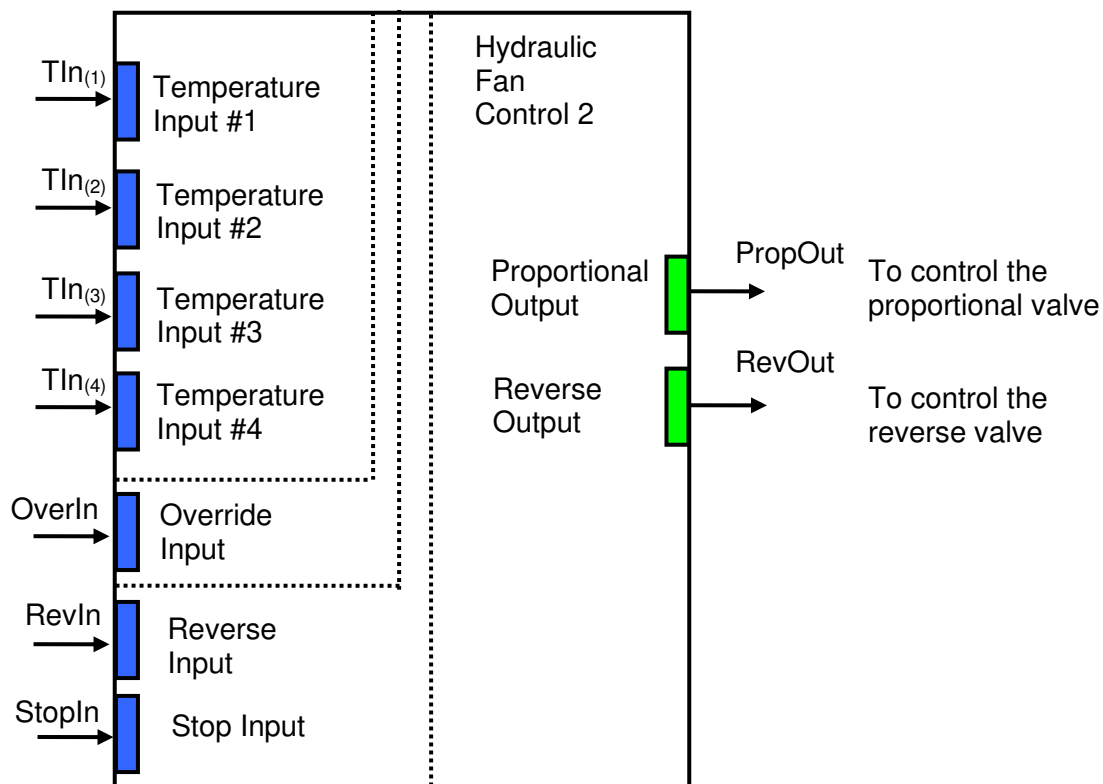 Hydraulic
Fan
Control 2
TIn(1)
Temperature
Input #1
TIn(2)
Temperature
Input #2
TIn(3)
Temperature
Input #3
TIn(4)
Temperature
Input #4
OverIn
Override
Input
RevIn
Reverse
Input
StopIn
Stop Input
Proportional
Output
PropOut
To control the
proportional valve
Reverse
Output
RevOut
To control the
reverse valve